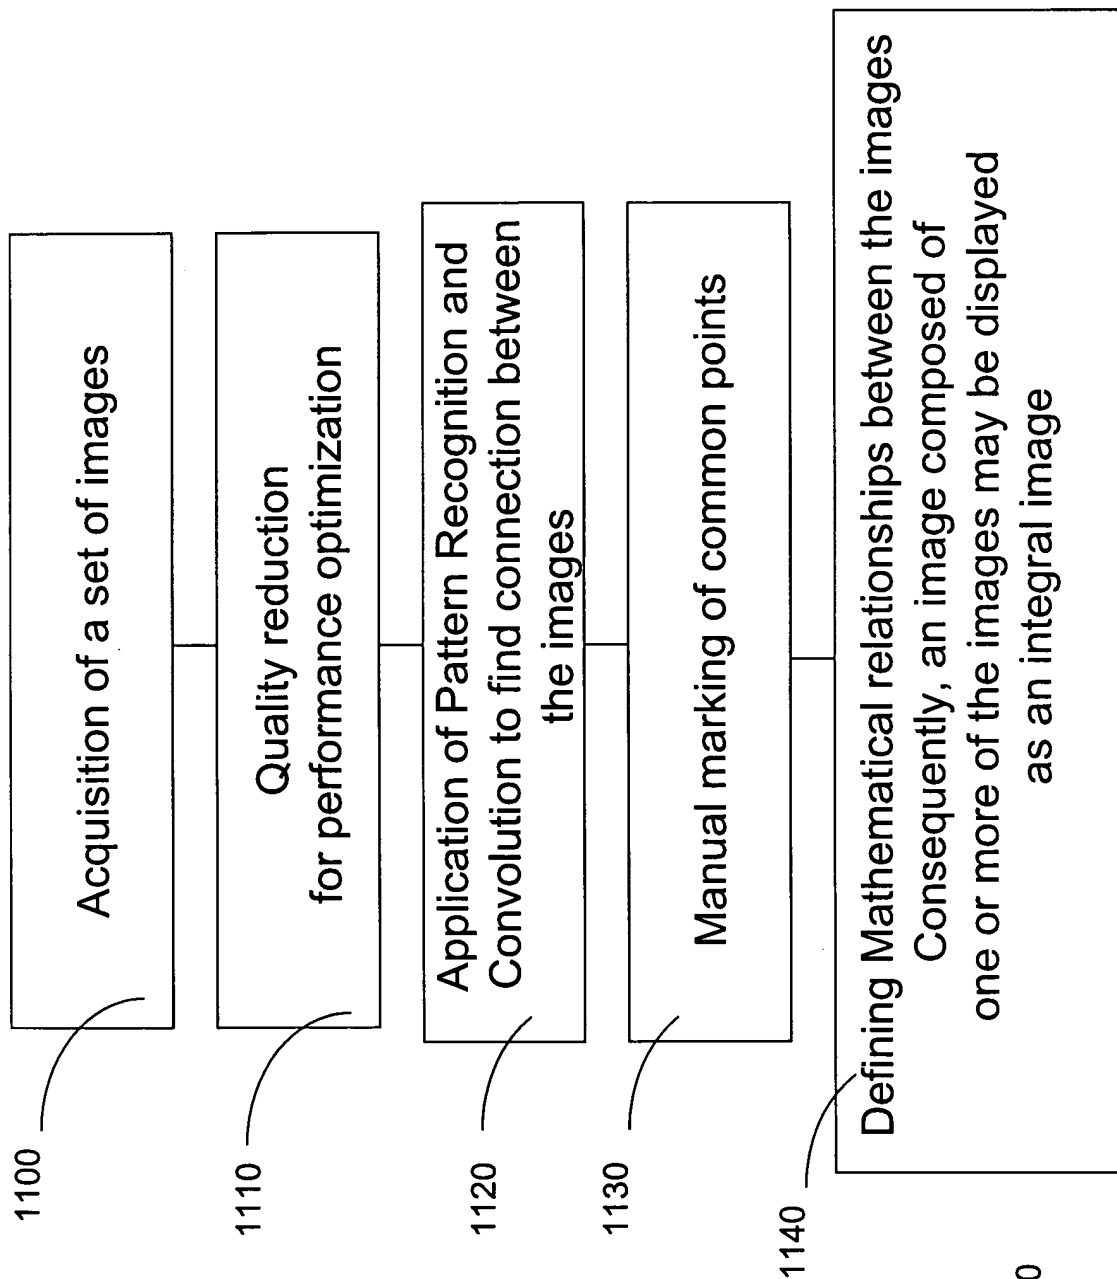 1100
Acquisition of a set of images
1110
Quality reduction
for performance optimization
1120
Application of Pattern Recognition and
Convolution to find connection between
the images
1130
Manual marking of common points
1140
Defining Mathematical relationships between the images
Consequently, an image composed of
one or more of the images may be displayed
as an integral image